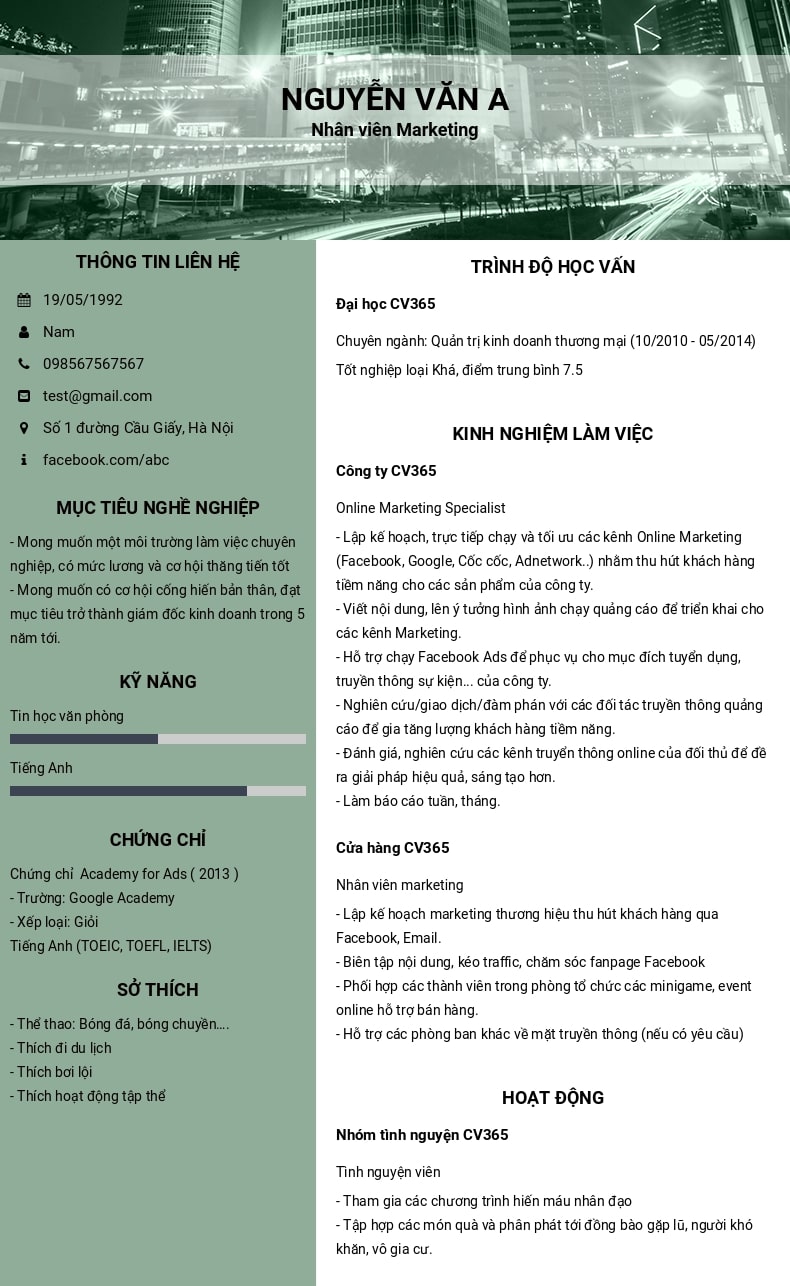 NGUYỄN VĂN A
Nhân viên Marketing
THÔNG TIN LIÊN HỆ
19/05/1992
Nam
098567567567
test@gmail.com
Số 1 đường Cầu Giấy, Hà Nội
facebook.com/abc
MỤC TIÊU NGHỀ NGHIỆP
- Mong muốn một môi trường làm việc chuyên
nghiệp, có mức lương và cơ hội thăng tiến tốt
- Mong muốn có cơ hội cống hiến bản thân, đạt
mục tiêu trở thành giám đốc kinh doanh trong 5
năm tới.
KỸ NĂNG
Tin học văn phòng
Tiếng Anh
CHỨNG CHỈ
Chứng chỉ Academy for Ads ( 2013 )
- Trường: Google Academy
- Xếp loại: Giỏi
Tiếng Anh (TOEIC, TOEFL, IELTS)
SỞ THÍCH
- Thể thao: Bóng đá, bóng chuyền....
- Thích đi du lịch
- Thích bơi lội
- Thích hoạt động tập thể
TRÌNH ĐỘ HỌC VẤN
Đại học CV365
Chuyên ngành: Quản trị kinh doanh thương mại (10/2010 - 05/2014)
Tốt nghiệp loại Khá, điểm trung bình 7.5
KINH NGHIỆM LÀM VIỆC
Công ty CV365
Online Marketing Specialist
- Lập kế hoạch, trực tiếp chạy và tối ưu các kênh Online Marketing
(Facebook, Google, Cốc cốc, Adnetwork..) nhằm thu hút khách hàng
tiềm năng cho các sản phẩm của công ty.
- Viết nội dung, lên ý tưởng hình ảnh chạy quảng cáo để triển khai cho
các kênh Marketing.
- Hỗ trợ chạy Facebook Ads để phục vụ cho mục đích tuyển dụng,
truyền thông sự kiện... của công ty.
- Nghiên cứu/giao dịch/đàm phán với các đối tác truyền thông quảng
cáo để gia tăng lượng khách hàng tiềm năng.
- Đánh giá, nghiên cứu các kênh truyển thông online của đối thủ để đề
ra giải pháp hiệu quả, sáng tạo hơn.
- Làm báo cáo tuần, tháng.
Cửa hàng CV365
Nhân viên marketing
- Lập kế hoạch marketing thương hiệu thu hút khách hàng qua
Facebook, Email.
- Biên tập nội dung, kéo traffic, chăm sóc fanpage Facebook
- Phối hợp các thành viên trong phòng tổ chức các minigame, event
online hỗ trợ bán hàng.
- Hỗ trợ các phòng ban khác về mặt truyền thông (nếu có yêu cầu)
HOẠT ĐỘNG
Nhóm tình nguyện CV365
Tình nguyện viên
- Tham gia các chương trình hiến máu nhân đạo
- Tập hợp các món quà và phân phát tới đồng bào gặp lũ, người khó
khăn, vô gia cư.